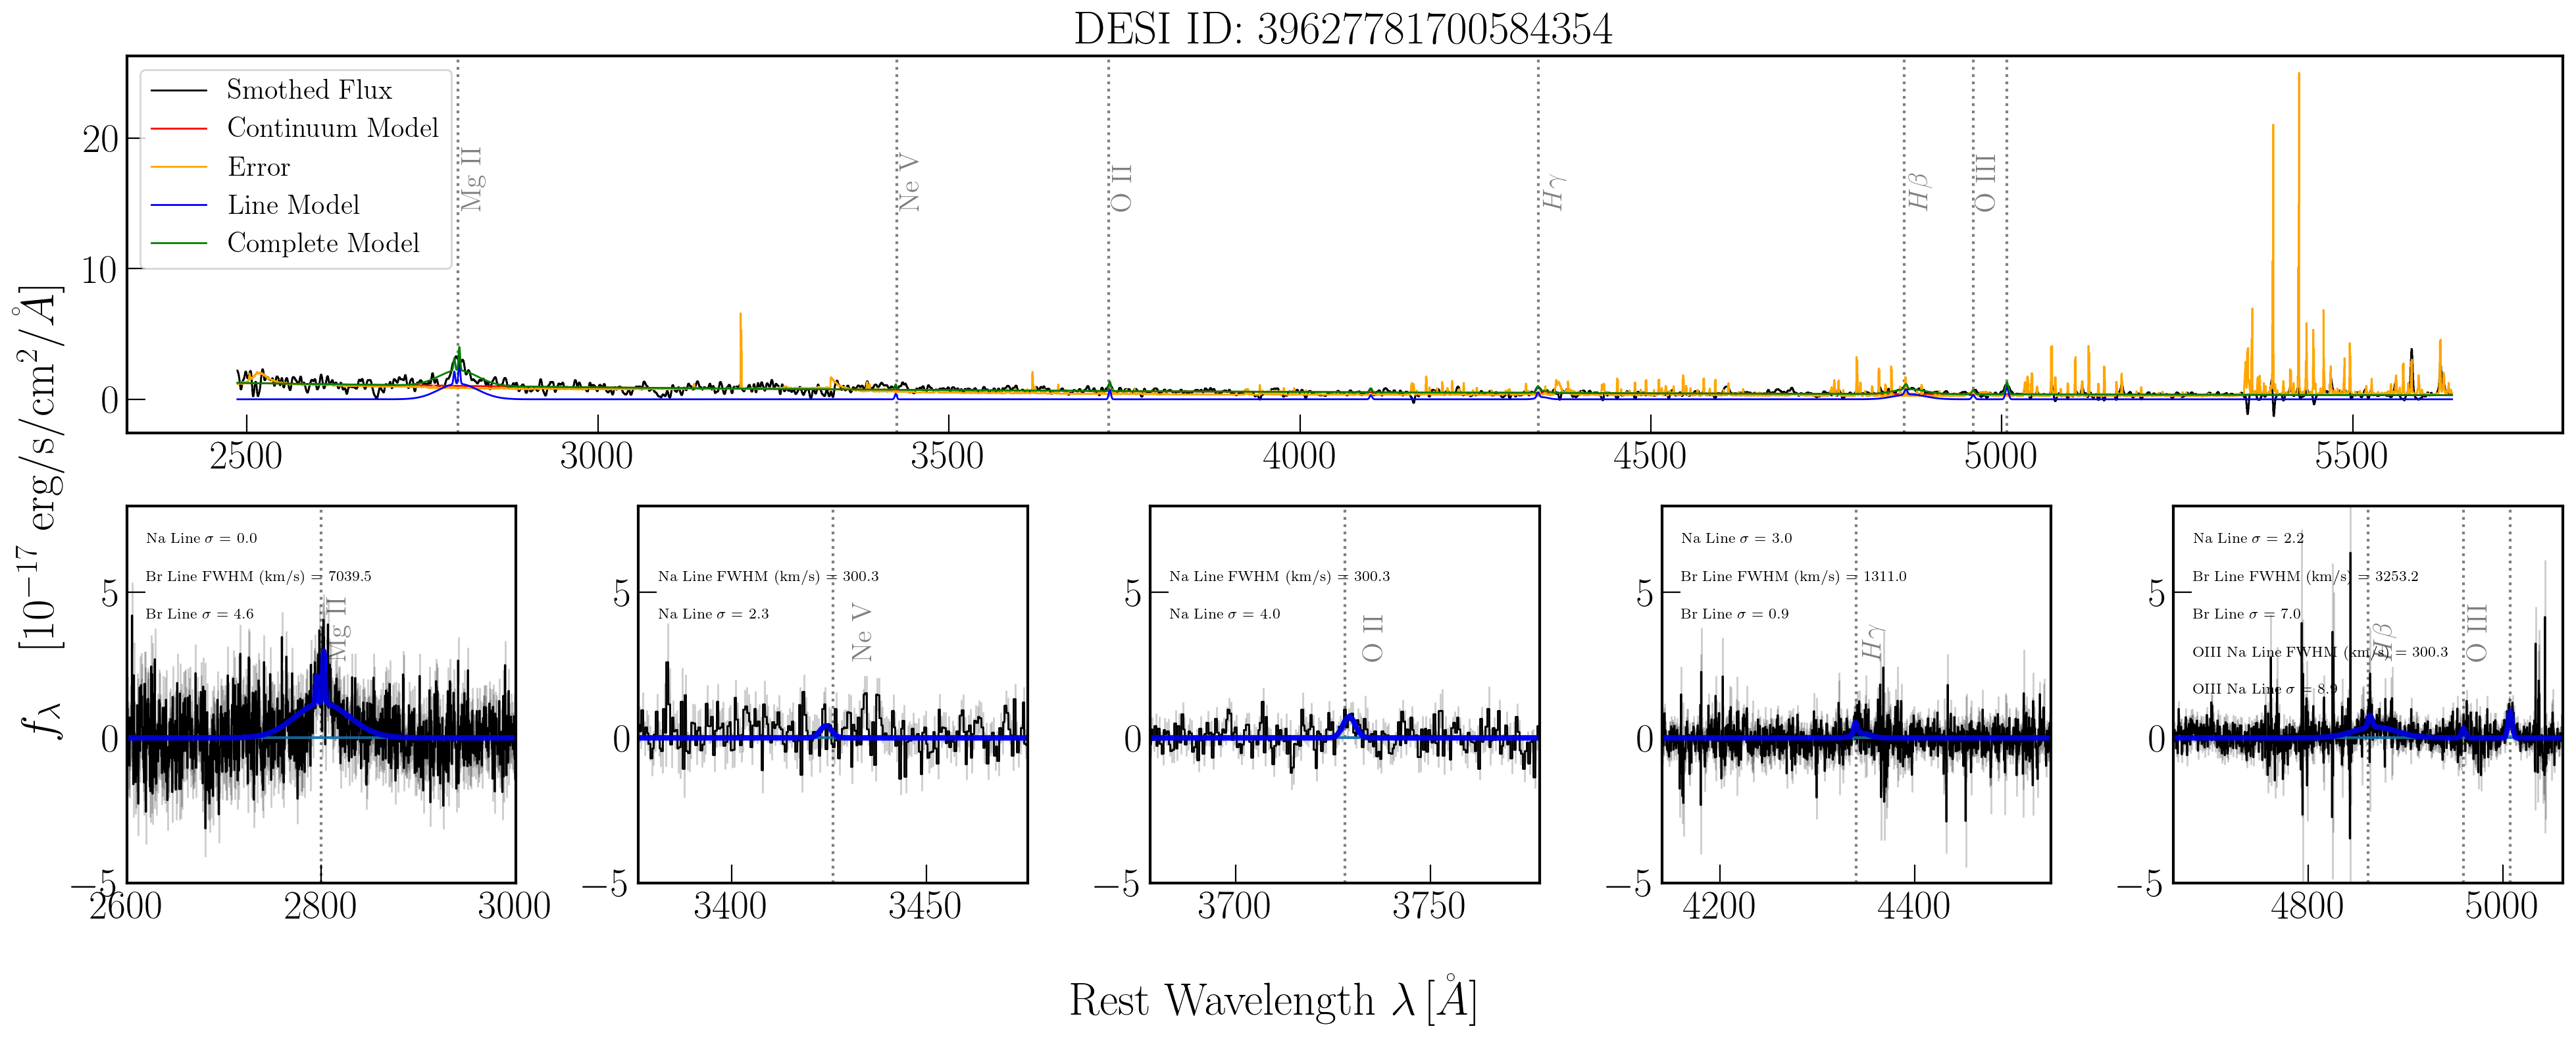 DESI ID: 39627781700584354
Smothed Flux
Continuum Model
Error
Line Model
Complete Model
Mg II
Ne V
O II
Hγ
Hβ
O III
20
10
0
2500 3000 3500 4000 4500 5000 5500
f_λ [10^{-17} erg/s/cm^2/Å]
Na Line σ = 0.0
Br Line FWHM (km/s) = 7039.5
Br Line σ = 4.6
Mg II
5
0
−5
2600 2800 3000
Na Line FWHM (km/s) = 300.3
Na Line σ = 2.3
Ne V
5
0
−5
3400 3450
Na Line FWHM (km/s) = 300.3
Na Line σ = 4.0
O II
5
0
−5
3700 3750
Na Line σ = 3.0
Br Line FWHM (km/s) = 1311.0
Br Line σ = 0.9
Hγ
5
0
−5
4200 4400
Na Line σ = 2.2
Br Line FWHM (km/s) = 3253.2
Br Line σ = 7.0
OIII Na Line FWHM (km/s) = 300.3
OIII Na Line σ = 8.9
Hβ
O III
5
0
−5
4800 5000
Rest Wavelength λ [Å]